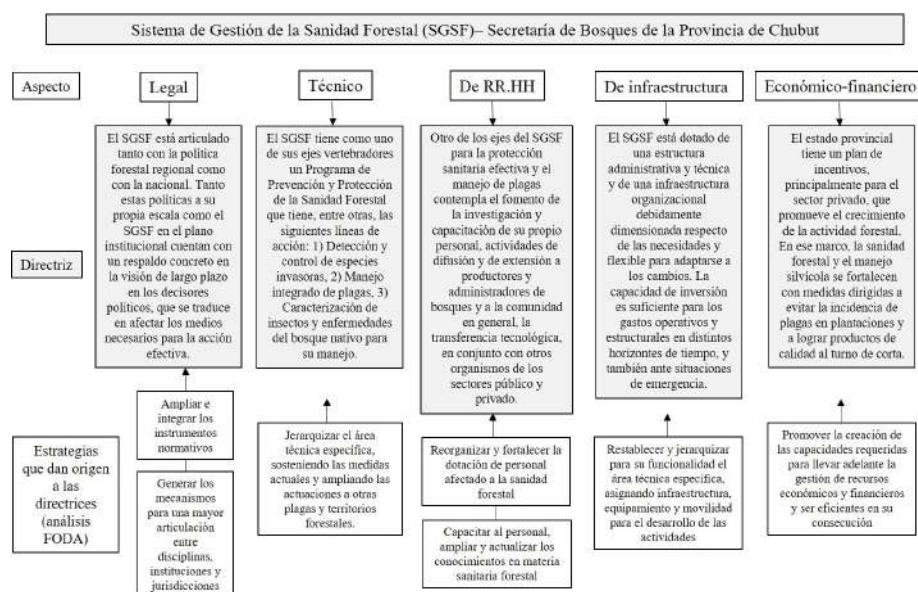 Sistema de Gestión de la Sanidad Forestal (SGSF)– Secretaría de Bosques de la Provincia de Chubut
Aspecto
Legal
Técnico
De RR.HH
De infraestructura
Económico-financiero
Directriz
El SGSF está articulado
tanto con la política
forestal regional como
con la nacional. Tanto
estas políticas a su
propia escala como el
SGSF en el plano
institucional cuentan con
un respaldo concreto en
la visión de largo plazo
en los decisores
políticos, que se traduce
en afectar los medios
necesarios para la acción
efectiva.
El SGSF tiene como uno
de sus ejes vertebradores
un Programa de
Prevención y Protección
de la Sanidad Forestal
que tiene, entre otras, las
siguientes líneas de
acción: 1) Detección y
control de especies
invasoras, 2) Manejo
integrado de plagas, 3)
Caracterización de
insectos y enfermedades
del bosque nativo para
su manejo.
Otro de los ejes del SGSF
para la protección
sanitaria efectiva y el
manejo de plagas
contempla el fomento de
la investigación y
capacitación de su propio
personal, actividades de
difusión y de extensión a
productores y
administradores de
bosques y a la comunidad
en general, la
transferencia tecnológica,
en conjunto con otros
organismos de los
sectores público y
privado.
El SGSF está dotado de
una estructura
administrativa y técnica
y de una infraestructura
organizacional
debidamente
dimensionada respecto
de las necesidades y
flexible para adaptarse a
los cambios. La
capacidad de inversión
es suficiente para los
gastos operativos y
estructurales en distintos
horizontes de tiempo, y
también ante situaciones
de emergencia.
El estado provincial
tiene un plan de
incentivos,
principalmente para el
sector privado, que
promueve el crecimiento
de la actividad forestal.
En ese marco, la sanidad
forestal y el manejo
silvícola se fortalecen
con medidas dirigidas a
evitar la incidencia de
plagas en plantaciones y
a lograr productos de
calidad al turno de corta.
Estrategias
que dan origen
a las
directrices
(análisis
FODA)
Ampliar e
integrar los
instrumentos
normativos
Generar los
mecanismos
para una mayor
articulación
entre
disciplinas,
instituciones y
jurisdicciones
Jerarquizar el área
técnica específica,
sosteniendo las medidas
actuales y ampliando las
actuaciones a otras
plagas y territorios
forestales.
Reorganizar y fortalecer la
dotación de personal
afectado a la sanidad
forestal
Capacitar al personal,
ampliar y actualizar los
conocimientos en materia
sanitaria forestal
Restablecer y jerarquizar
para su funcionalidad el
área técnica específica,
asignando infraestructura,
equipamiento y movilidad
para el desarrollo de las
actividades
Promover la creación de
las capacidades requeridas
para llevar adelante la
gestión de recursos
económicos y financieros
y ser eficientes en su
consecución